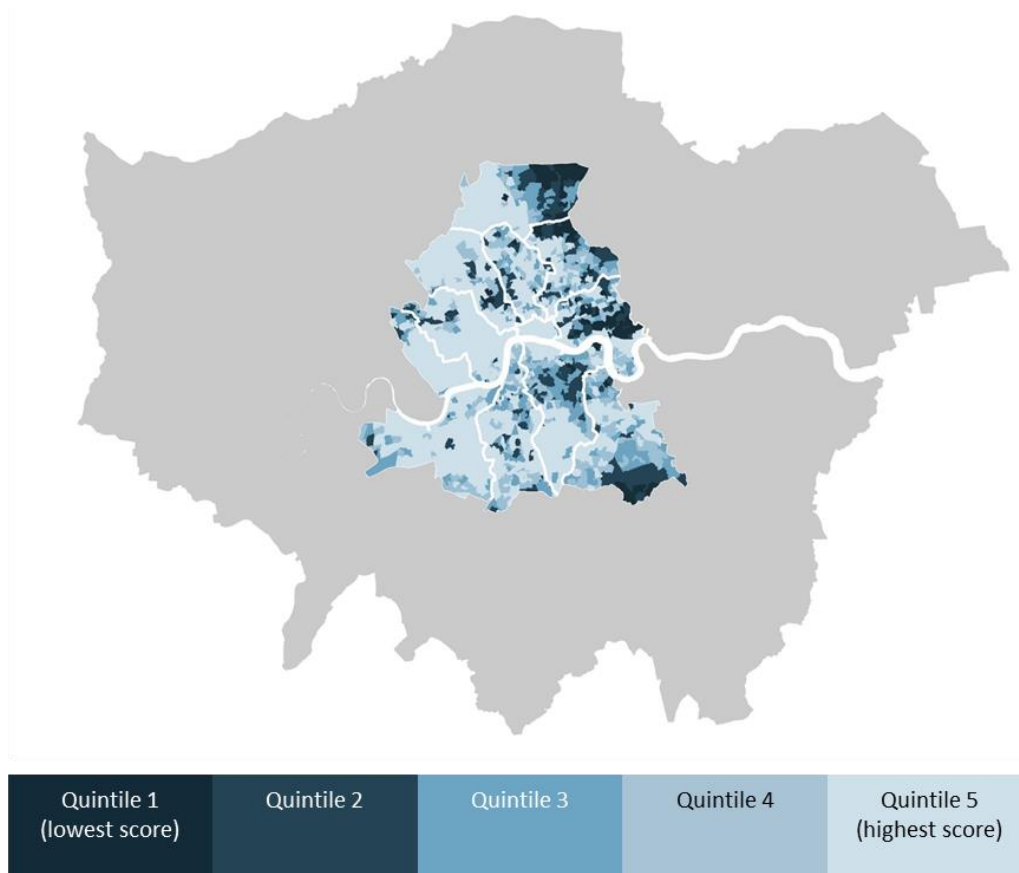 Quintile 1
(lowest score)
Quintile 2
Quintile 3
Quintile 4
Quintile 5
(highest score)